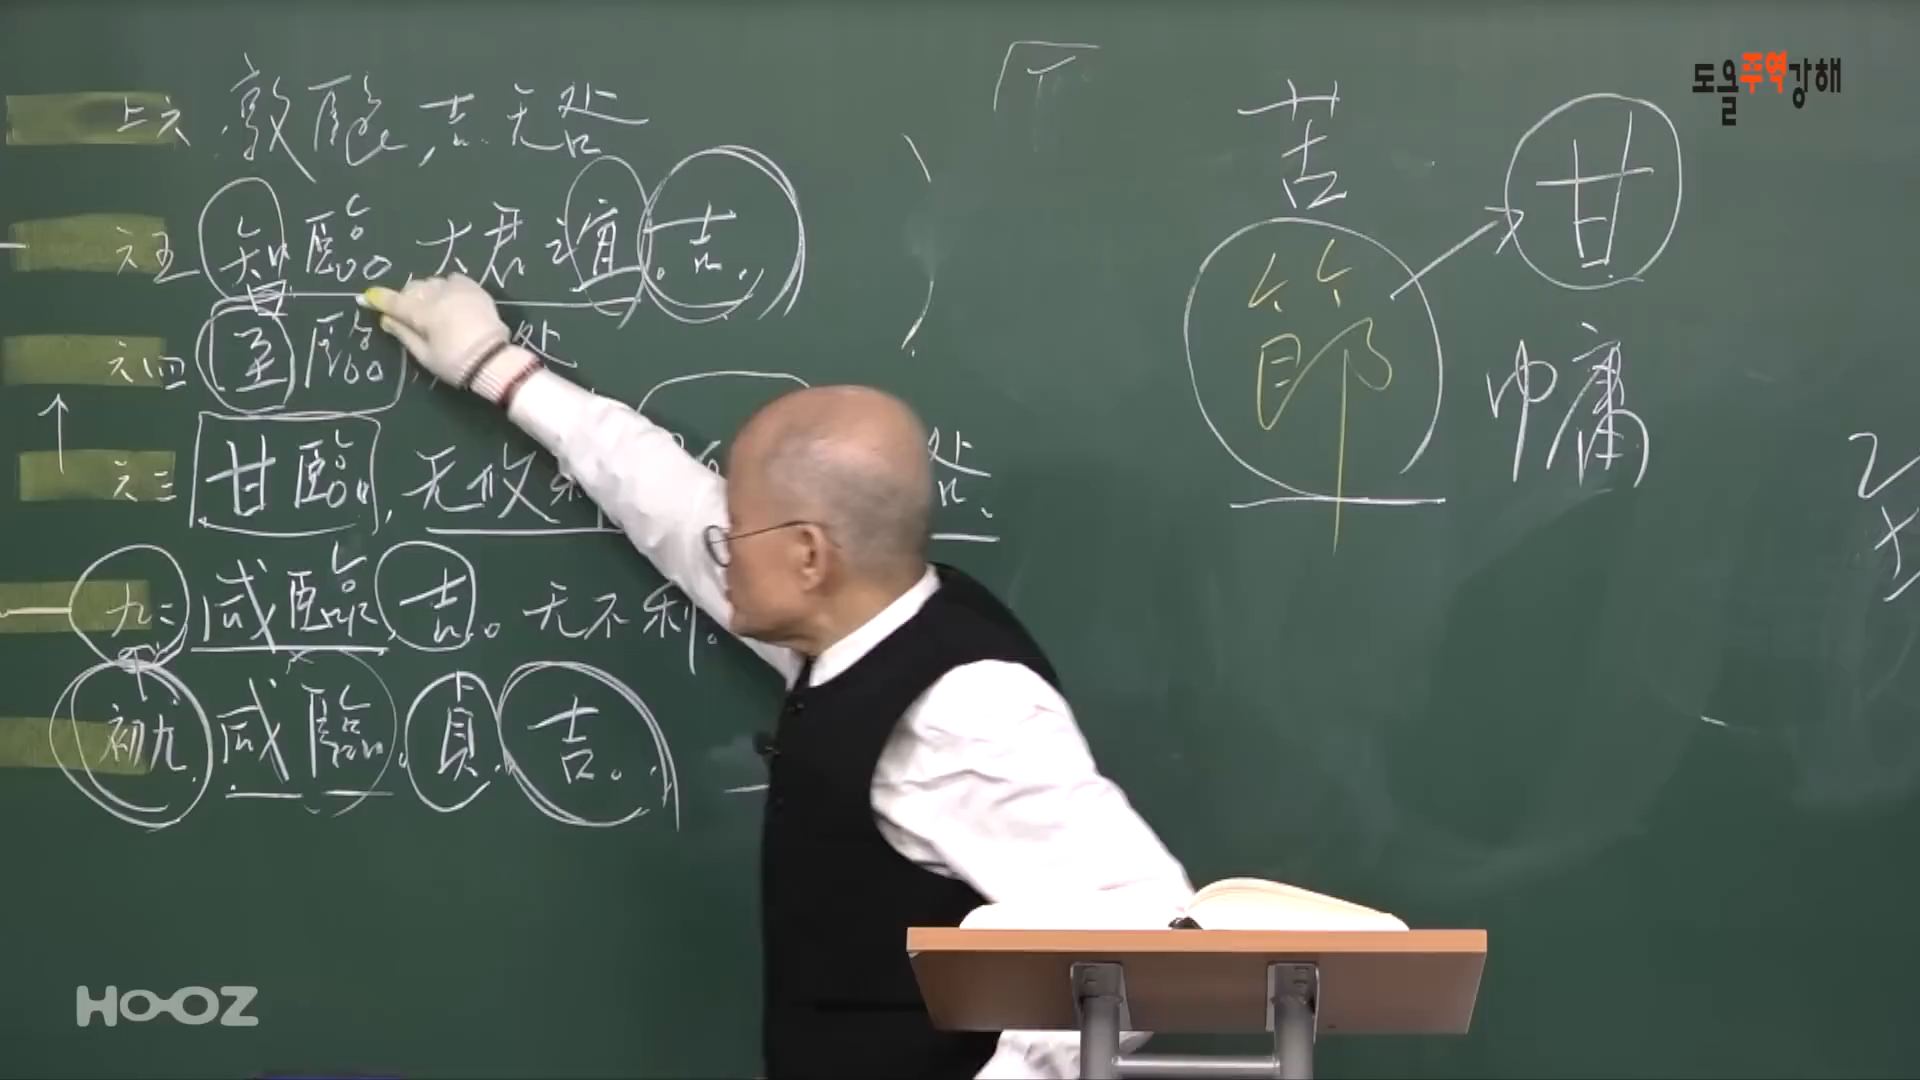 上六 敦臨, 吉. 无咎
六五 知臨, 大君之宜, 吉.
六四 至臨, 咎
六三 甘臨, 无攸利 咎.
九二 咸臨, 吉。无不利。
初九 咸臨. 貞. 吉。
苦
節
甘
中庸
도올주역강해
HOOZ